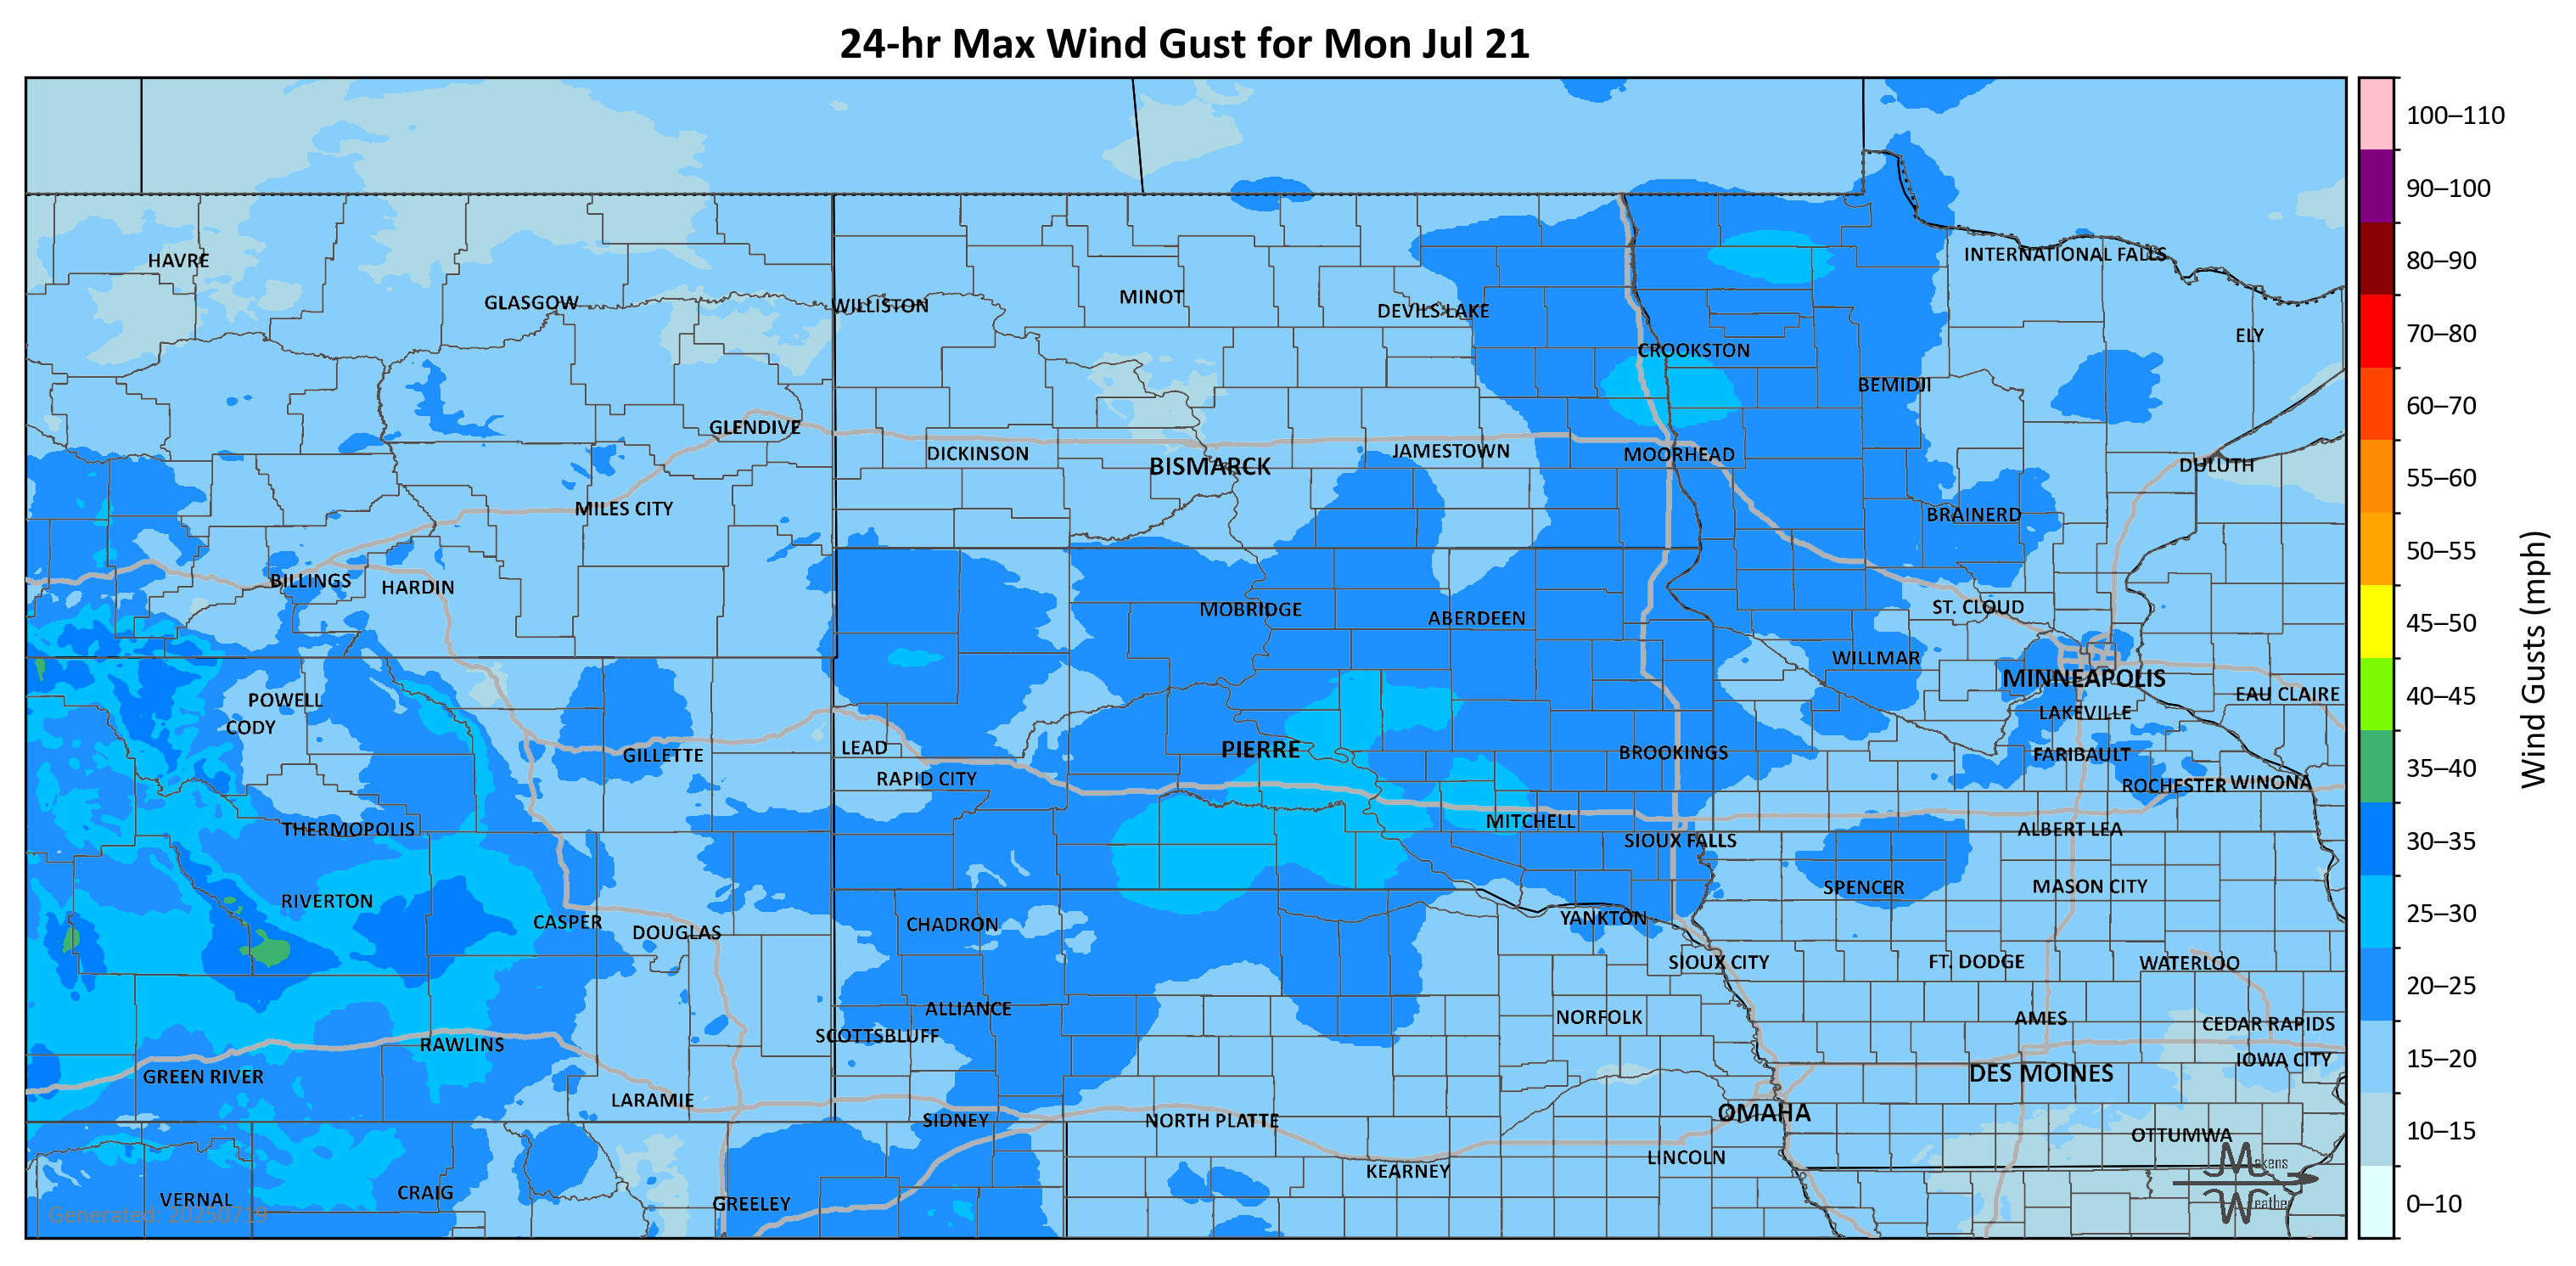 24-hr Max Wind Gust for Mon Jul 21
100–110
90–100
80–90
70–80
60–70
55–60
50–55
45–50
40–45
35–40
30–35
25–30
20–25
15–20
10–15
0–10
Wind Gusts (mph)
HAVRE
GLASGOW
WILLISTON
MINOT
DEVILS LAKE
INTERNATIONAL FALLS
ELY
CROOKSTON
BEMIDJI
GLENDIVE
DICKINSON
BISMARCK
JAMESTOWN
MOORHEAD
DULUTH
MILES CITY
BRAINERD
BILLINGS
HARDIN
MOBRIDGE
ABERDEEN
ST. CLOUD
WILLMAR
MINNEAPOLIS
POWELL
CODY
EAU CLAIRE
LAKEVILLE
GILLETTE
LEAD
PIERRE
BROOKINGS
FARIBAULT
RAPID CITY
ROCHESTER
WINONA
THERMOPOLIS
MITCHELL
SIOUX FALLS
ALBERT LEA
RIVERTON
SPENCER
MASON CITY
CASPER
DOUGLAS
CHADRON
YANKTON
SIOUX CITY
FT. DODGE
WATERLOO
ALLIANCE
NORFOLK
AMES
CEDAR RAPIDS
SCOTTSBLUFF
RAWLINS
IOWA CITY
GREEN RIVER
DES MOINES
LARAMIE
OMAHA
SIDNEY
NORTH PLATTE
OTTUMWA
LINCOLN
KEARNEY
VERNAL
CRAIG
GREELEY
Generated: 20250719
Makens
Weather